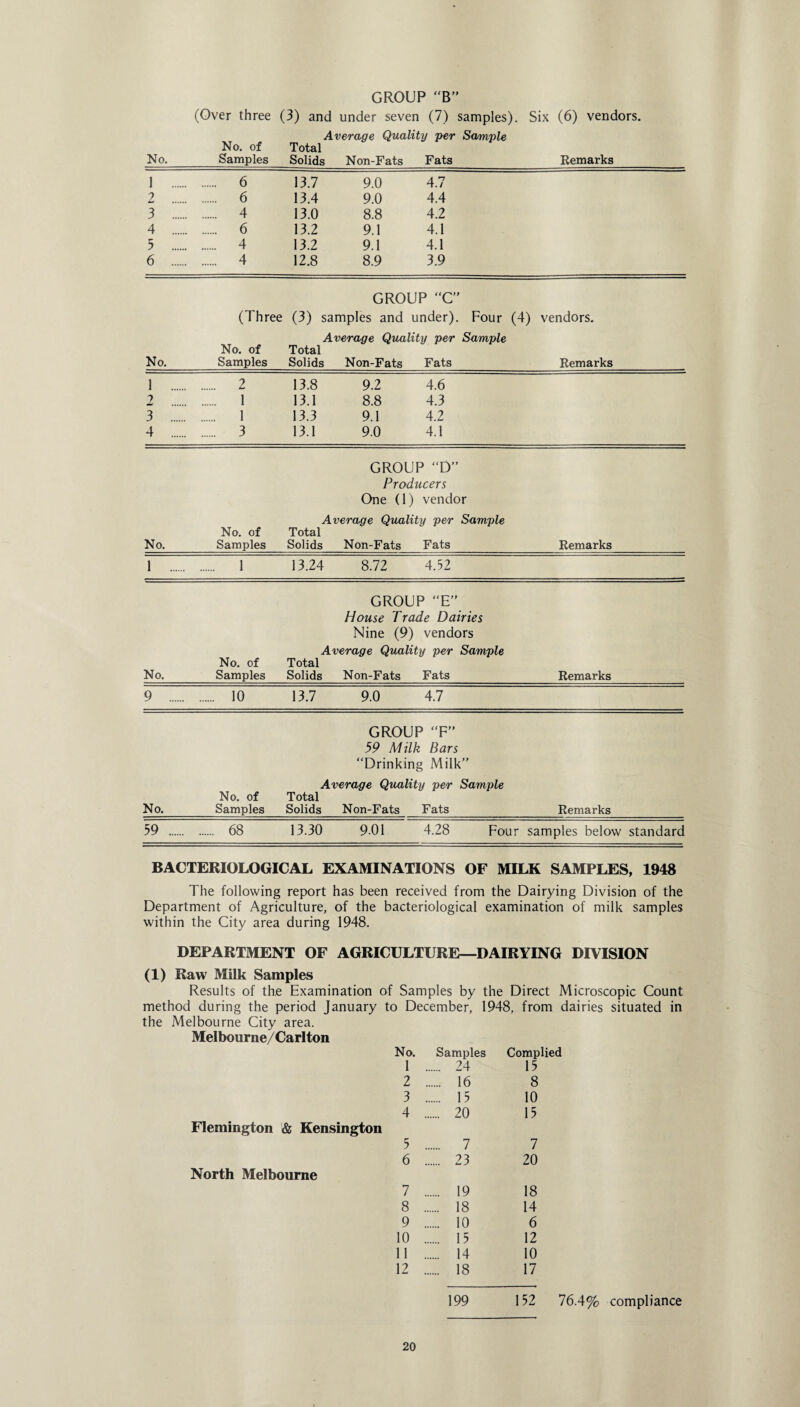 GROUP "B"
(Over three (3) and under seven (7) samples). Six (6) vendors.
Average Quality per Sample
No. of Total
No. Samples Solids Non-Fats Fats Remarks
1 ...... ...... 6 13.7 9.0 4.7
2 ...... ...... 6 13.4 9.0 4.4
3 ...... ...... 4 13.0 8.8 4.2
4 ...... ...... 6 13.2 9.1 4.1
5 ...... ...... 4 13.2 9.1 4.1
6 ...... ...... 4 12.8 8.9 3.9
GROUP "C"
(Three (3) samples and under). Four (4) vendors.
Average Quality per Sample
No. of Total
No. Samples Solids Non-Fats Fats Remarks
1 ...... ...... 2 13.8 9.2 4.6
2 ...... ...... 1 13.1 8.8 4.3
3 ...... ...... 1 13.3 9.1 4.2
4 ...... ...... 3 13.1 9.0 4.1
GROUP "D"
Producers
One (1) vendor
Average Quality per Sample
No. of Total
No. Samples Solids Non-Fats Fats Remarks
1 ...... ...... 1 13.24 8.72 4.52
GROUP "E"
House Trade Dairies
Nine (9) vendors
Average Quality per Sample
No. of Total
No. Samples Solids Non-Fats Fats Remarks
9 ...... ...... 10 13.7 9.0 4.7
GROUP "F"
59 Milk Bars
"Drinking Milk"
Average Quality per Sample
No. of Total
No. Samples Solids Non-Fats Fats Remarks
59 ...... ...... 68 13.30 9.01 4.28 Four samples below standard
BACTERIOLOGICAL EXAMINATIONS OF MILK SAMPLES, 1948
The following report has been received from the Dairying Division of the
Department of Agriculture, of the bacteriological examination of milk samples
within the City area during 1948.
DEPARTMENT OF AGRICULTURE—DAIRYING DIVISION
(1) Raw Milk Samples
Results of the Examination of Samples by the Direct Microscopic Count
method during the period January to December, 1948, from dairies situated in
the Melbourne City area.
Melbourne/Carlton
No. Samples Complied
1 ...... 24 15
2 ...... 16 8
3 ...... 15 10
4 ...... 20 15
Flemington & Kensington
5 ...... 7 7
6 ...... 23 20
North Melbourne
7 ...... 19 18
8 ...... 18 14
9 ...... 10 6
10 ...... 15 12
11 ...... 14 10
12 ...... 18 17
199 152 76.4% compliance
20